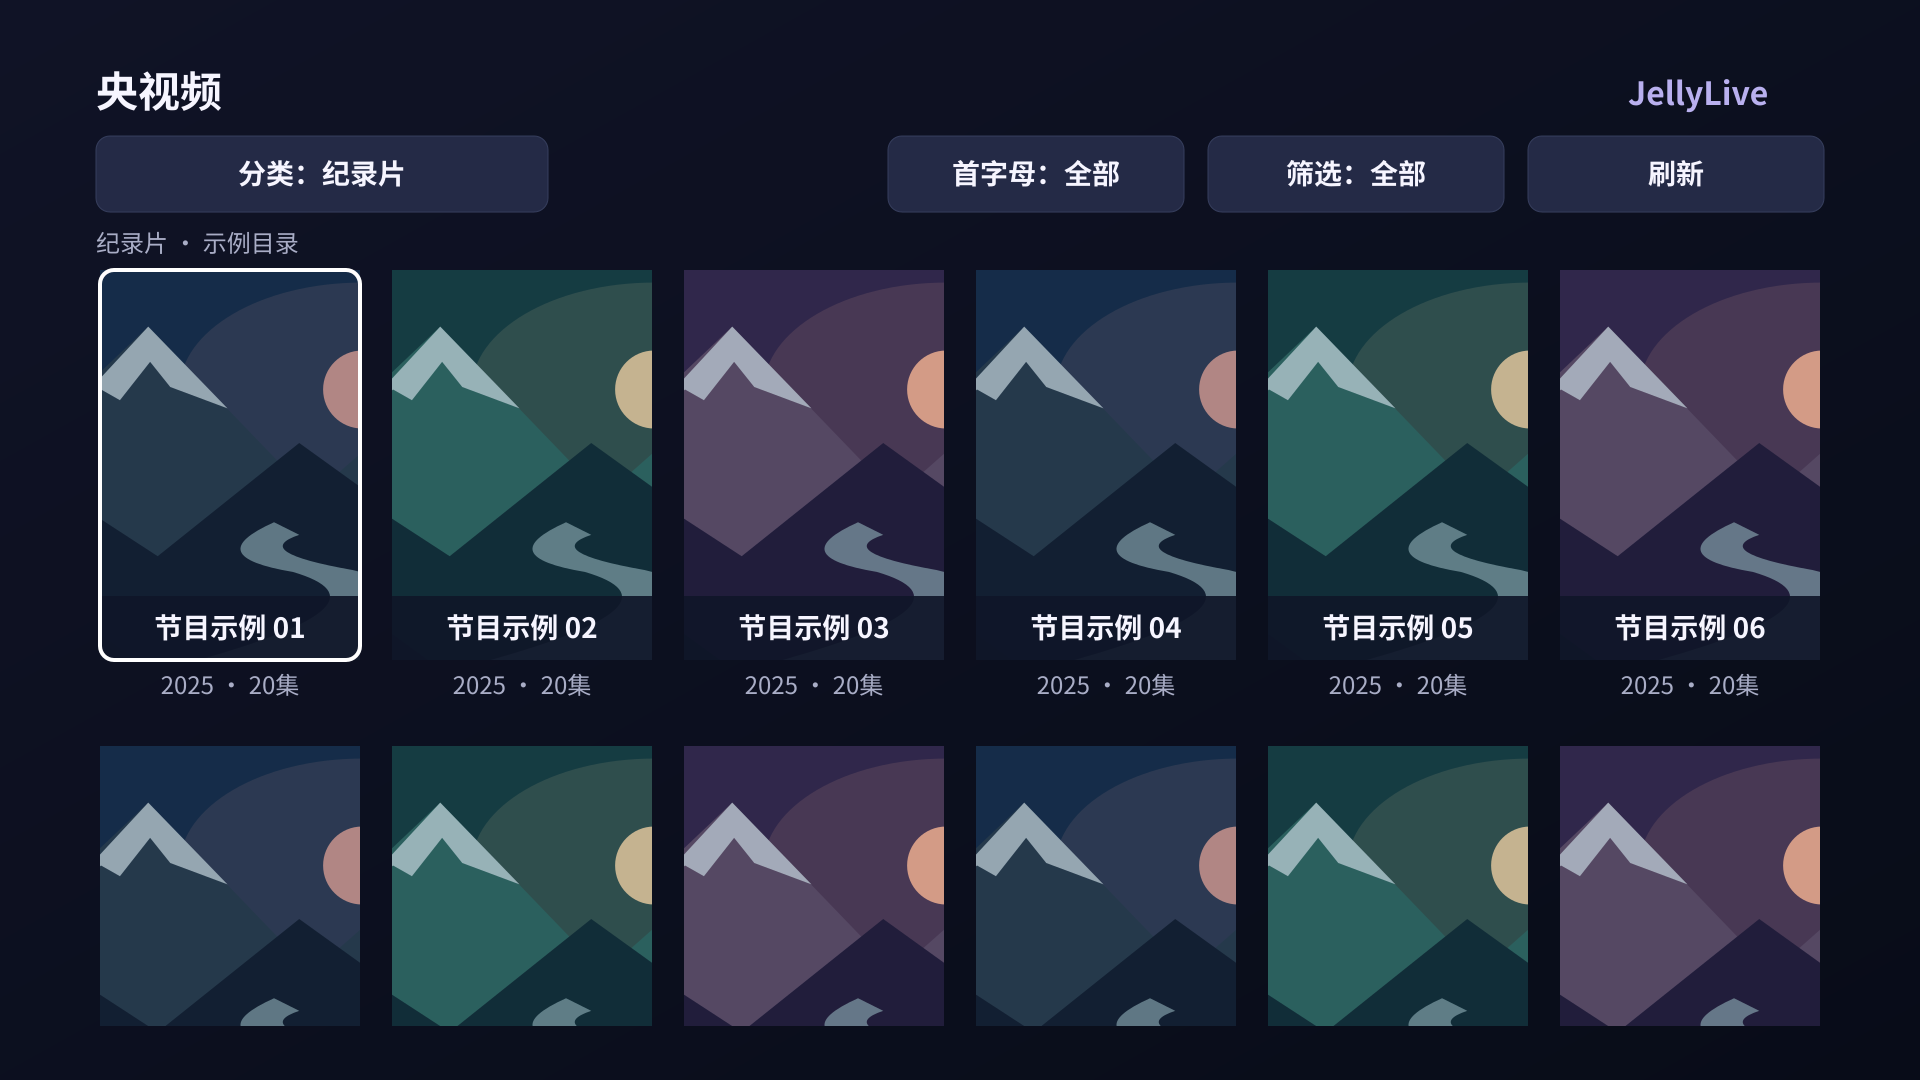 央视频
JellyLive
分类：纪录片
首字母：全部
筛选：全部
刷新
纪录片 · 示例目录
节目示例 01
节目示例 02
节目示例 03
节目示例 04
节目示例 05
节目示例 06
2025 · 20集
2025 · 20集
2025 · 20集
2025 · 20集
2025 · 20集
2025 · 20集